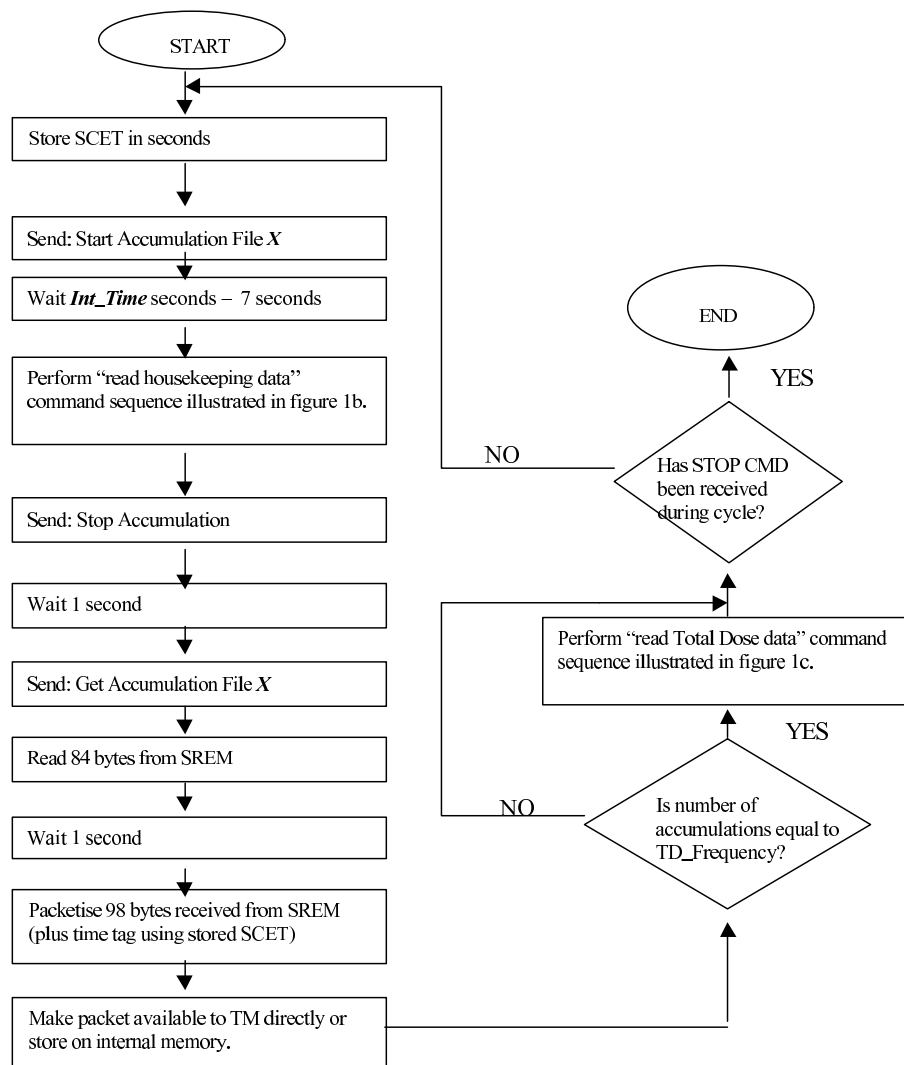 START
Store SCET in seconds
Send: Start Accumulation File X
Wait Int_Time seconds – 7 seconds
Perform “read housekeeping data”
command sequence illustrated in figure 1b.
Send: Stop Accumulation
Wait 1 second
Send: Get Accumulation File X
Read 84 bytes from SREM
Wait 1 second
Packetise 98 bytes received from SREM
(plus time tag using stored SCET)
Make packet available to TM directly or
store on internal memory.
Is number of
accumulations equal to
TD_Frequency?
NO
YES
Perform “read Total Dose data” command
sequence illustrated in figure 1c.
Has STOP CMD
been received
during cycle?
NO
YES
END